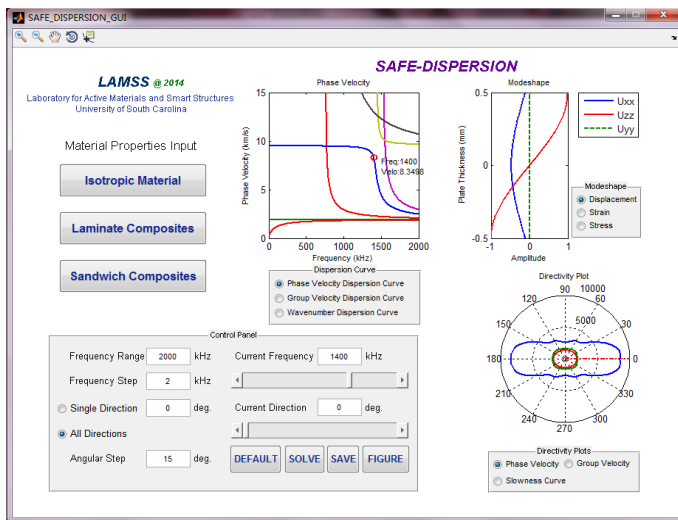 SAFE_DISPERSION_GUI
LAMSS @ 2014
Laboratory for Active Materials and Smart Structures
University of South Carolina
SAFE-DISPERSION
Material Properties Input
Isotropic Material
Laminate Composites
Sandwich Composites
Phase Velocity
15
10
5
0
Phase Velocity (km/s)
Freq:1400
Velo:8.3498
0 500 1000 1500 2000
Frequency (kHz)
Modeshape
0.5
0
-0.5
Plate Thickness (mm)
-1 0 1
Amplitude
Uxx
Uzz
Uyy
Modeshape
Displacement
Strain
Stress
Dispersion Curve
Phase Velocity Dispersion Curve
Group Velocity Dispersion Curve
Wavenumber Dispersion Curve
Directivity Plot
90 10000
120 60
5000
150 30
180 0
210 330
240 300
270
Directivity Plots
Phase Velocity Group Velocity
Slowness Curve
Control Panel
Frequency Range 2000 kHz Current Frequency 1400 kHz
Frequency Step 2 kHz
Single Direction 0 deg. Current Direction 0 deg.
All Directions
Angular Step 15 deg. DEFAULT SOLVE SAVE FIGURE